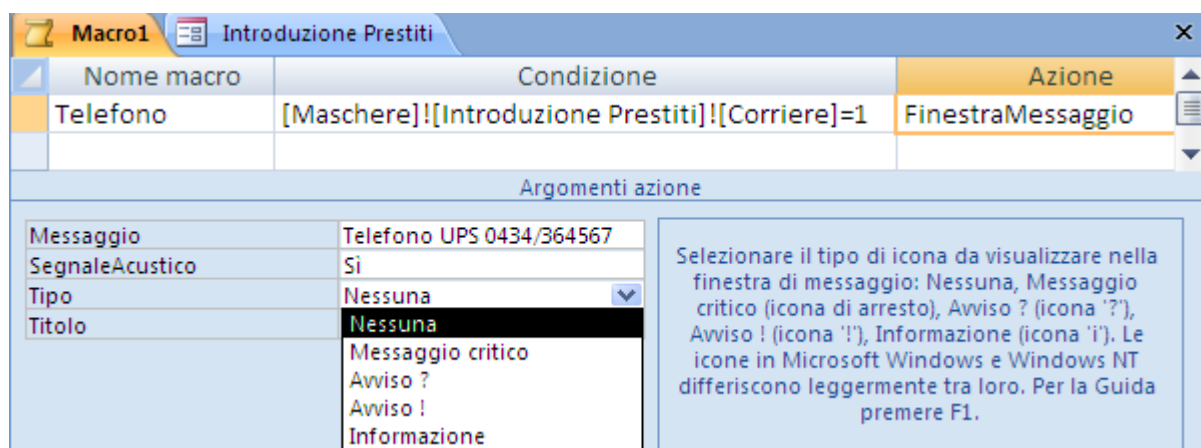 Macro1 Introduzione Prestiti
Nome macro Condizione Azione
Telefono [Maschere]![Introduzione Prestiti]![Corriere]=1 FinestraMessaggio
Argomenti azione
Messaggio Telefono UPS 0434/364567
SegnaleAcustico Sì
Tipo Nessuna
Titolo
Nessuna
Messaggio critico
Avviso ?
Avviso !
Informazione
Selezionare il tipo di icona da visualizzare nella
finestra di messaggio: Nessuna, Messaggio
critico (icona di arresto), Avviso ? (icona '?'),
Avviso ! (icona '!'), Informazione (icona 'i'). Le
icone in Microsoft Windows e Windows NT
differiscono leggermente tra loro. Per la Guida
premere F1.